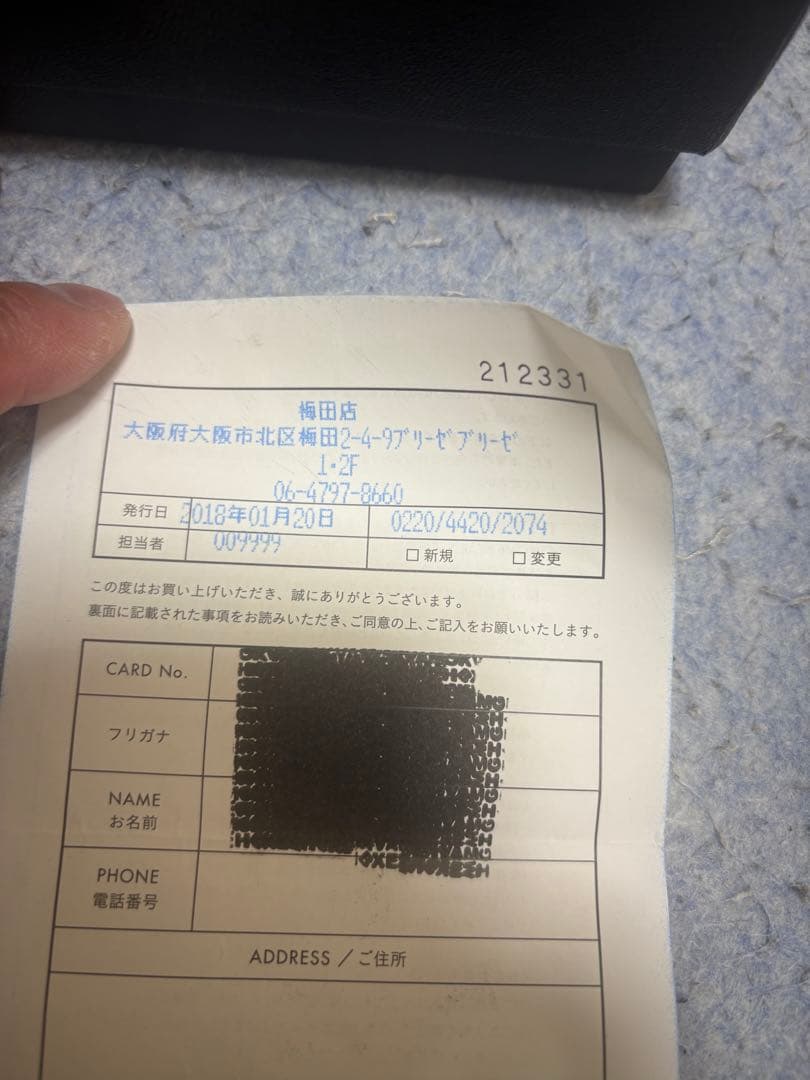 212331
梅田店
大阪府大阪市北区梅田2-4-9ブリーゼブリーゼ
1・2F
06-4797-8660
発行日 2018年01月20日 0220/4420/2074
担当者 009999 □ 新規 □ 変更
この度はお買い上げいただき、誠にありがとうございます。
裏面に記載された事項をお読みいただき、ご同意の上、ご記入をお願いいたします。
CARD No.
フリガナ
NAME
お名前
PHONE
電話番号
ADDRESS / ご住所